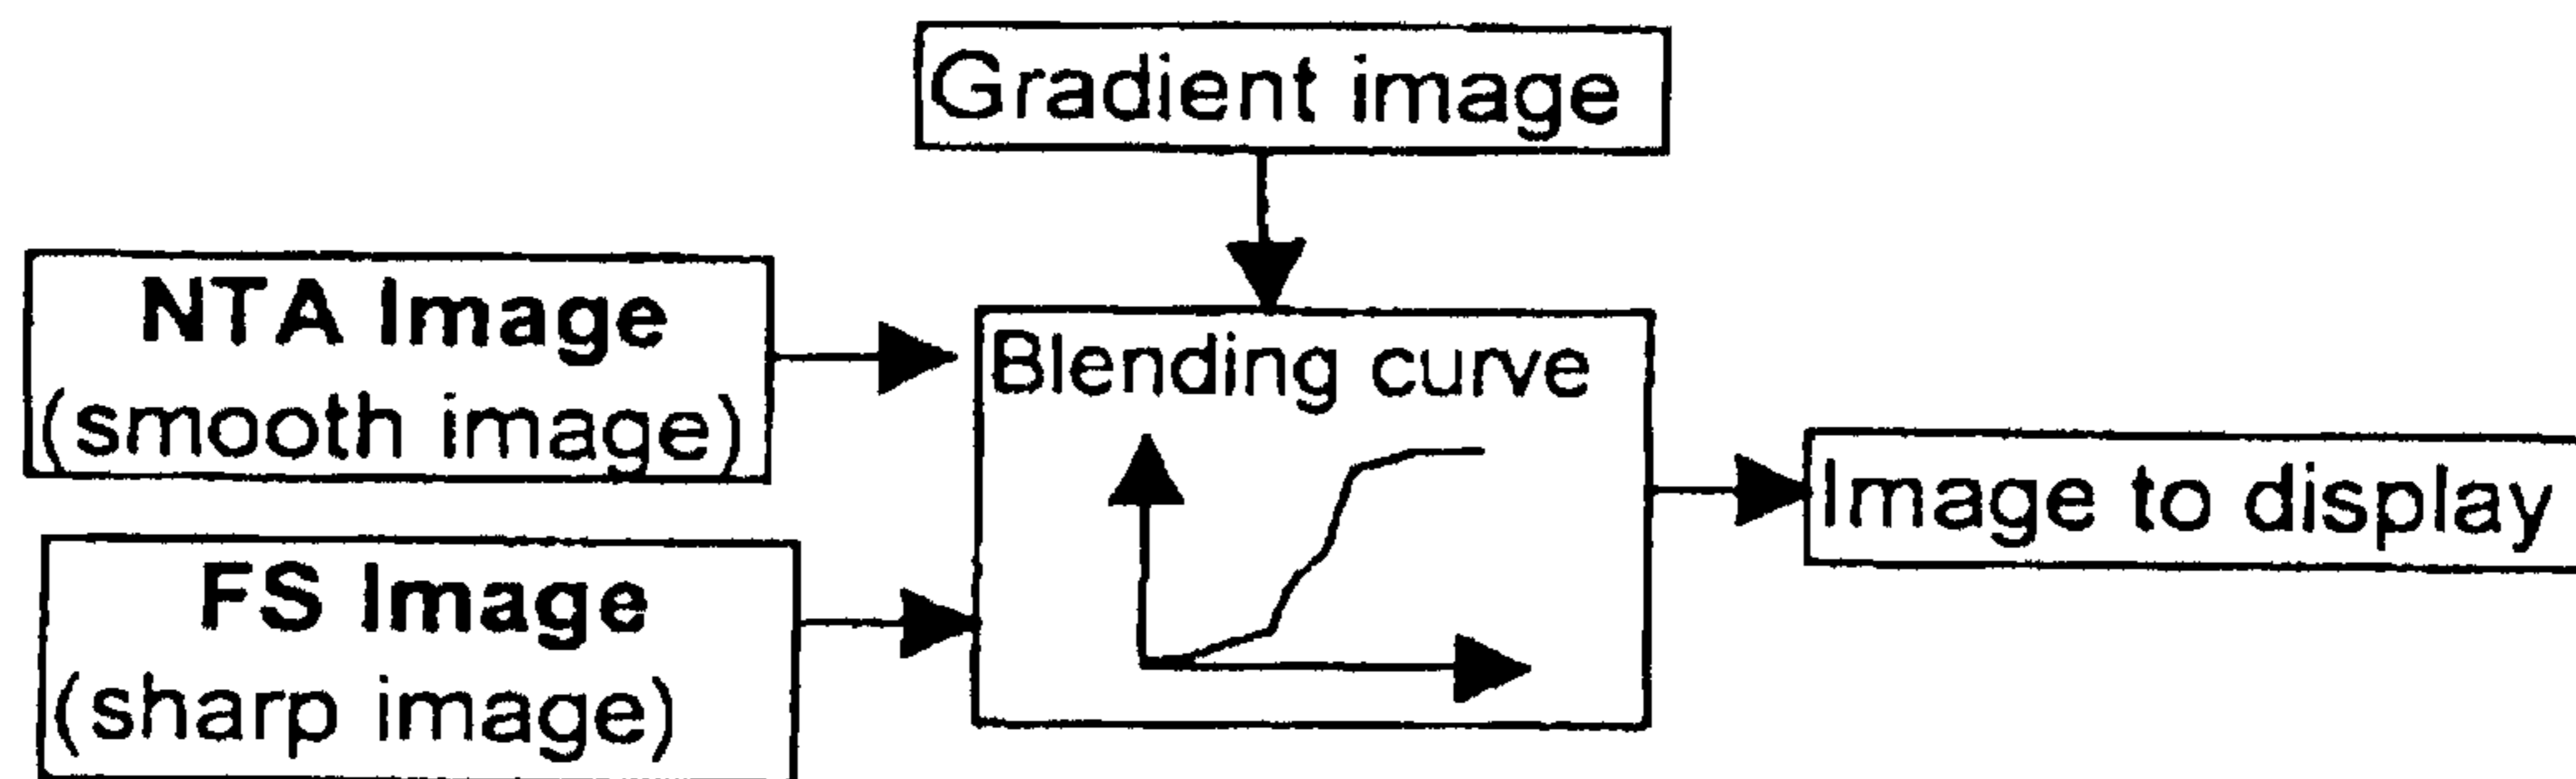 Gradient image
NTA Image
(smooth image)
Blending curve
FS Image
(sharp image)
Image to display